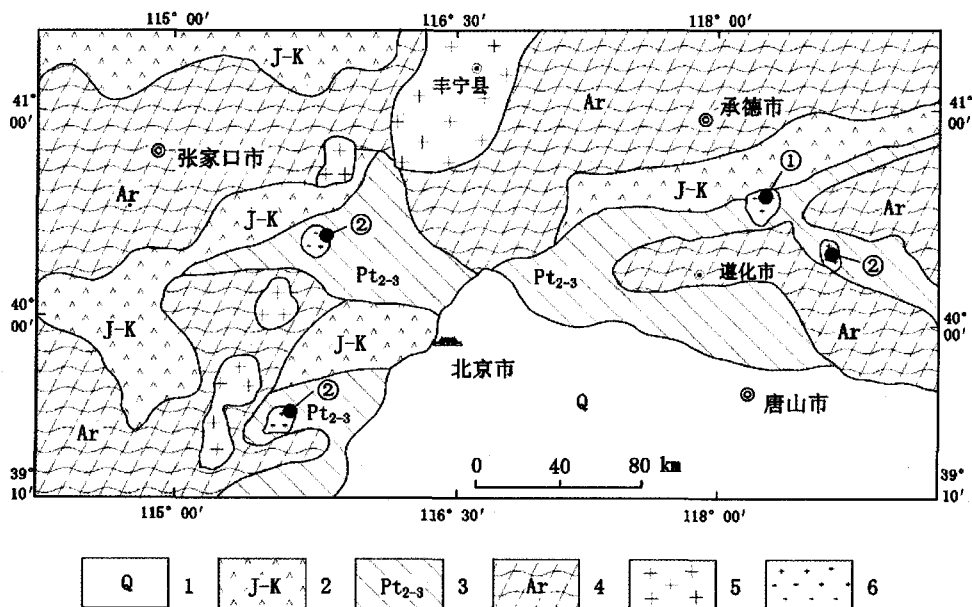 115° 00′ 116° 30′ 118° 00′
J-K
丰宁县
41° 00′
Ar
承德市
41° 00′
张家口市
①
Ar
J-K
②
J-K
Ar
Pt2-3
Pt2-3
遵化市
②
40° 00′
J-K
J-K
Ar
40° 00′
北京市
②
Pt2-3
Q
唐山市
Ar
0 40 80 km
39° 10′
39° 10′
115° 00′ 116° 30′ 118° 00′
Q 1 J-K 2 Pt2-3 3 Ar 4 5 6